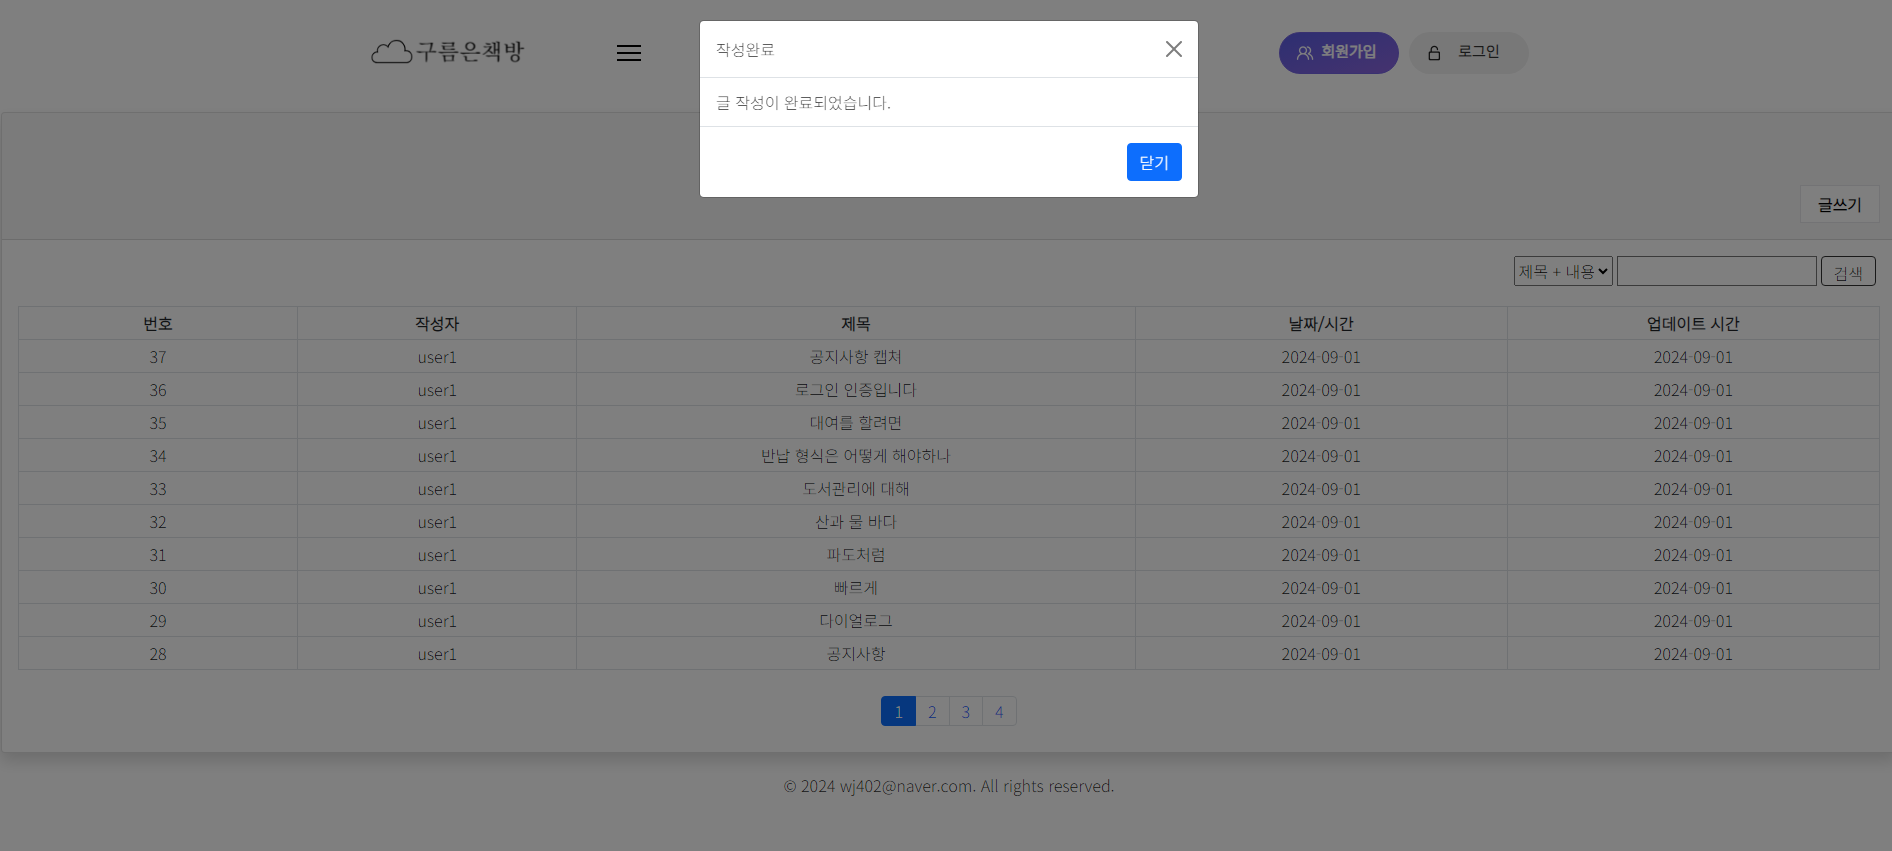 구름은책방
회원가입
로그인
작성완료
글 작성이 완료되었습니다.
닫기
글쓰기
제목 + 내용
검색
번호 작성자 제목 날짜/시간 업데이트 시간
37 user1 공지사항 캡처 2024-09-01 2024-09-01
36 user1 로그인 인증입니다 2024-09-01 2024-09-01
35 user1 대여를 할려면 2024-09-01 2024-09-01
34 user1 반납 형식은 어떻게 해야하나 2024-09-01 2024-09-01
33 user1 도서관리에 대해 2024-09-01 2024-09-01
32 user1 산과 물 바다 2024-09-01 2024-09-01
31 user1 파도처럼 2024-09-01 2024-09-01
30 user1 빠르게 2024-09-01 2024-09-01
29 user1 다이얼로그 2024-09-01 2024-09-01
28 user1 공지사항 2024-09-01 2024-09-01
1 2 3 4
© 2024 wj402@naver.com. All rights reserved.